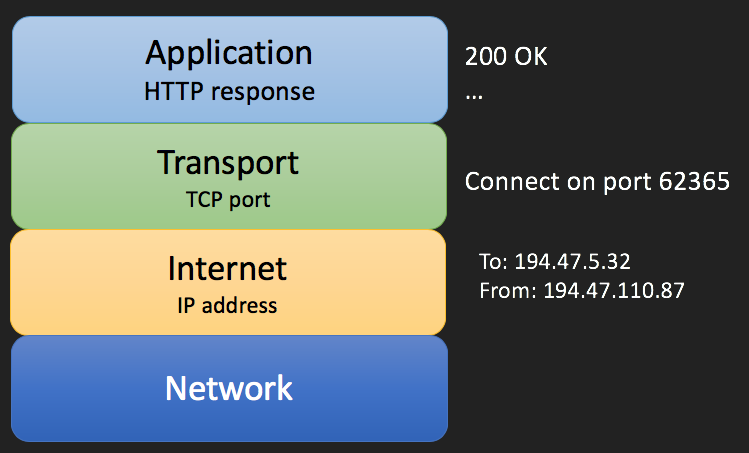 Application
HTTP response
200 OK
...
Transport
TCP port
Connect on port 62365
Internet
IP address
To: 194.47.5.32
From: 194.47.110.87
Network